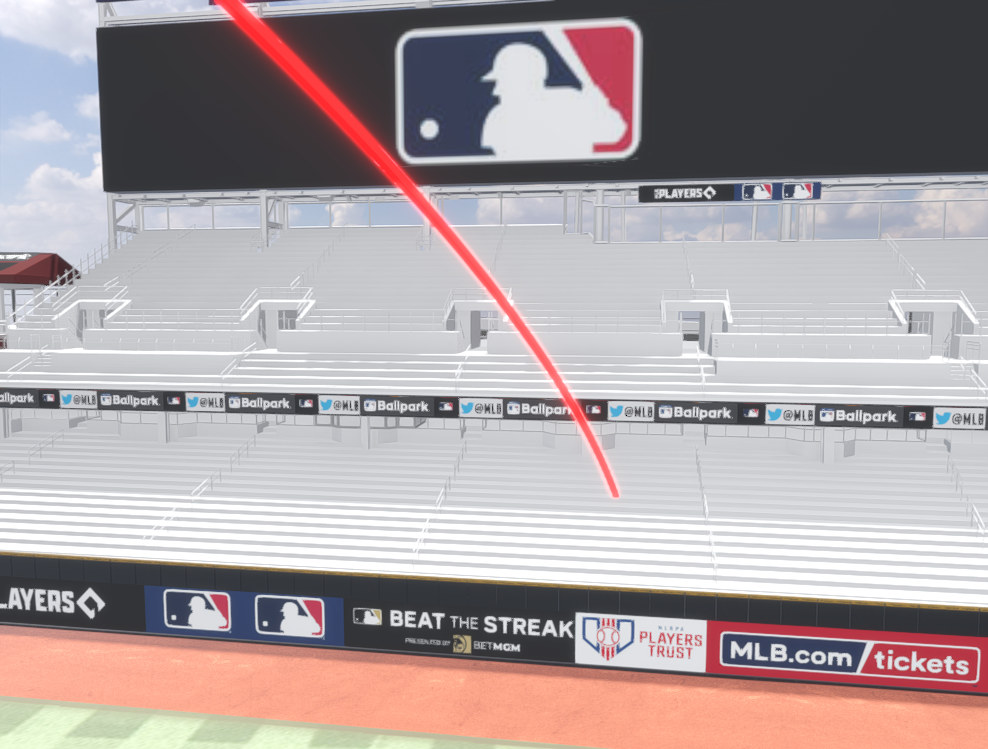 PLAYERS
allpark @MLB Ballpark @MLB Ballpark @MLB Ballpark @MLB Ballpark @MLB Ballpark @MLB Ballpark @MLB
LAYERS
BEAT THE STREAK
PRESENTED BY BETMGM
MLBPA
PLAYERS
TRUST
MLB.com/tickets